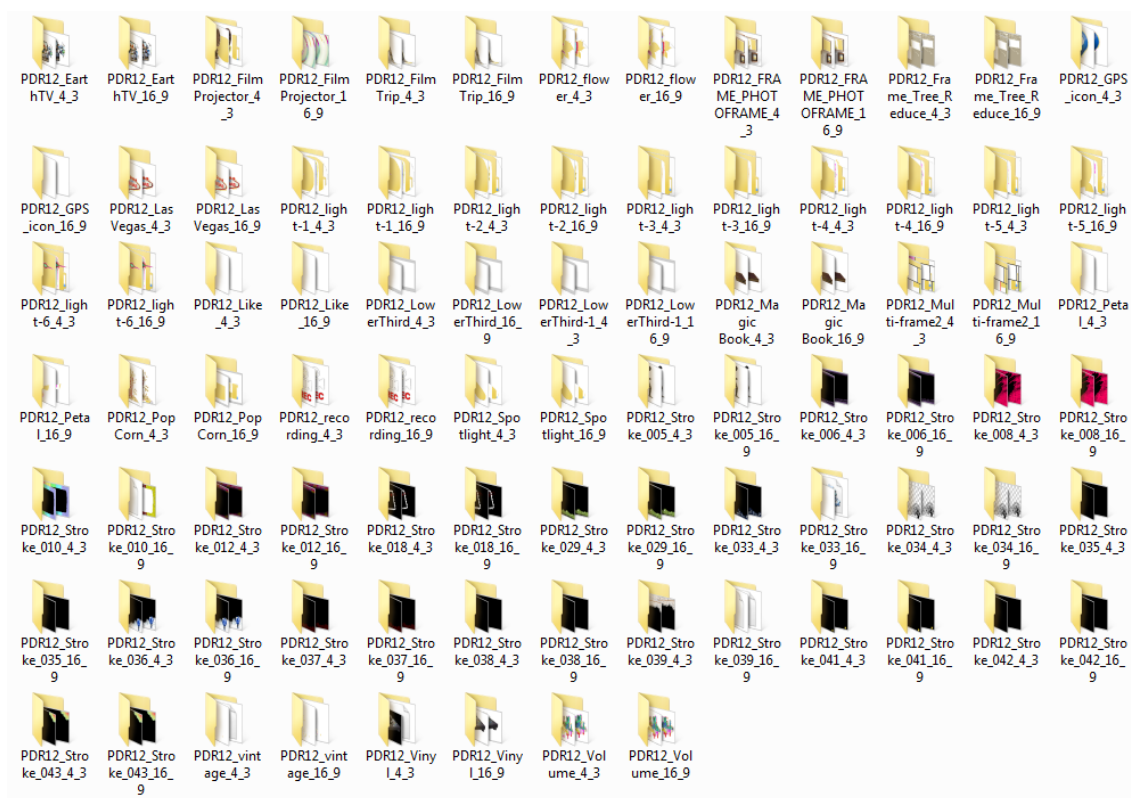 PDR12_Eart
hTV_4_3
PDR12_Eart
hTV_16_9
PDR12_Film
Projector_4
_3
PDR12_Film
Projector_1
6_9
PDR12_Film
Trip_4_3
PDR12_Film
Trip_16_9
PDR12_flow
er_4_3
PDR12_flow
er_16_9
PDR12_FRA
ME_PHOT
OFRAME_4
_3
PDR12_FRA
ME_PHOT
OFRAME_1
6_9
PDR12_Fra
me_Tree_R
educe_4_3
PDR12_Fra
me_Tree_R
educe_16_9
PDR12_GPS
_icon_4_3
PDR12_GPS
_icon_16_9
PDR12_Las
Vegas_4_3
PDR12_Las
Vegas_16_9
PDR12_ligh
t-1_4_3
PDR12_ligh
t-1_16_9
PDR12_ligh
t-2_4_3
PDR12_ligh
t-2_16_9
PDR12_ligh
t-3_4_3
PDR12_ligh
t-3_16_9
PDR12_ligh
t-4_4_3
PDR12_ligh
t-4_16_9
PDR12_ligh
t-5_4_3
PDR12_ligh
t-5_16_9
PDR12_ligh
t-6_4_3
PDR12_ligh
t-6_16_9
PDR12_Like
_4_3
PDR12_Like
_16_9
PDR12_Low
erThird_4_3
PDR12_Low
erThird_16_
9
PDR12_Low
erThird-1_4
_3
PDR12_Low
erThird-1_1
6_9
PDR12_Ma
gic
Book_4_3
PDR12_Ma
gic
Book_16_9
PDR12_Mul
ti-frame2_4
_3
PDR12_Mul
ti-frame2_1
6_9
PDR12_Peta
l_4_3
PDR12_Peta
l_16_9
PDR12_Pop
Corn_4_3
PDR12_Pop
Corn_16_9
PDR12_reco
rding_4_3
PDR12_reco
rding_16_9
PDR12_Spo
tlight_4_3
PDR12_Spo
tlight_16_9
PDR12_Stro
ke_005_4_3
PDR12_Stro
ke_005_16_
9
PDR12_Stro
ke_006_4_3
PDR12_Stro
ke_006_16_
9
PDR12_Stro
ke_008_4_3
PDR12_Stro
ke_008_16_
9
PDR12_Stro
ke_010_4_3
PDR12_Stro
ke_010_16_
9
PDR12_Stro
ke_012_4_3
PDR12_Stro
ke_012_16_
9
PDR12_Stro
ke_018_4_3
PDR12_Stro
ke_018_16_
9
PDR12_Stro
ke_029_4_3
PDR12_Stro
ke_029_16_
9
PDR12_Stro
ke_033_4_3
PDR12_Stro
ke_033_16_
9
PDR12_Stro
ke_034_4_3
PDR12_Stro
ke_034_16_
9
PDR12_Stro
ke_035_4_3
PDR12_Stro
ke_035_16_
9
PDR12_Stro
ke_036_4_3
PDR12_Stro
ke_036_16_
9
PDR12_Stro
ke_037_4_3
PDR12_Stro
ke_037_16_
9
PDR12_Stro
ke_038_4_3
PDR12_Stro
ke_038_16_
9
PDR12_Stro
ke_039_4_3
PDR12_Stro
ke_039_16_
9
PDR12_Stro
ke_041_4_3
PDR12_Stro
ke_041_16_
9
PDR12_Stro
ke_042_4_3
PDR12_Stro
ke_042_16_
9
PDR12_Stro
ke_043_4_3
PDR12_Stro
ke_043_16_
9
PDR12_vint
age_4_3
PDR12_vint
age_16_9
PDR12_Viny
l_4_3
PDR12_Viny
l_16_9
PDR12_Vol
ume_4_3
PDR12_Vol
ume_16_9